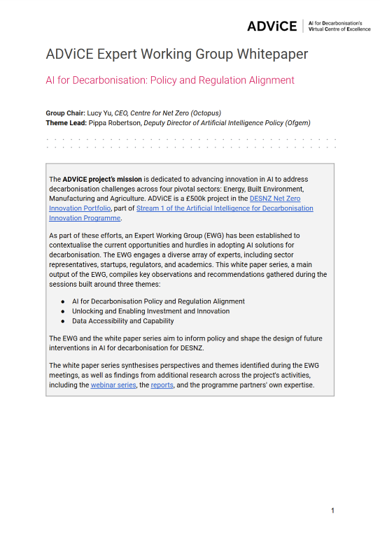 ADViCE
AI for Decarbonisation's
Virtual Centre of Excellence
ADViCE Expert Working Group Whitepaper
AI for Decarbonisation: Policy and Regulation Alignment
Group Chair: Lucy Yu, CEO, Centre for Net Zero (Octopus)
Theme Lead: Pippa Robertson, Deputy Director of Artificial Intelligence Policy (Ofgem)
The ADViCE project's mission is dedicated to advancing innovation in AI to address
decarbonisation challenges across four pivotal sectors: Energy, Built Environment,
Manufacturing and Agriculture. ADViCE is a £500k project in the DESNZ Net Zero
Innovation Portfolio, part of Stream 1 of the Artificial Intelligence for Decarbonisation
Innovation Programme.
As part of these efforts, an Expert Working Group (EWG) has been established to
contextualise the current opportunities and hurdles in adopting AI solutions for
decarbonisation. The EWG engages a diverse array of experts, including sector
representatives, startups, regulators, and academics. This white paper series, a main
output of the EWG, compiles key observations and recommendations gathered during the
sessions built around three themes:
● AI for Decarbonisation Policy and Regulation Alignment
● Unlocking and Enabling Investment and Innovation
● Data Accessibility and Capability
The EWG and the white paper series aim to inform policy and shape the design of future
interventions in AI for decarbonisation for DESNZ.
The white paper series synthesises perspectives and themes identified during the EWG
meetings, as well as findings from additional research across the project's activities,
including the webinar series, the reports, and the programme partners' own expertise.
1